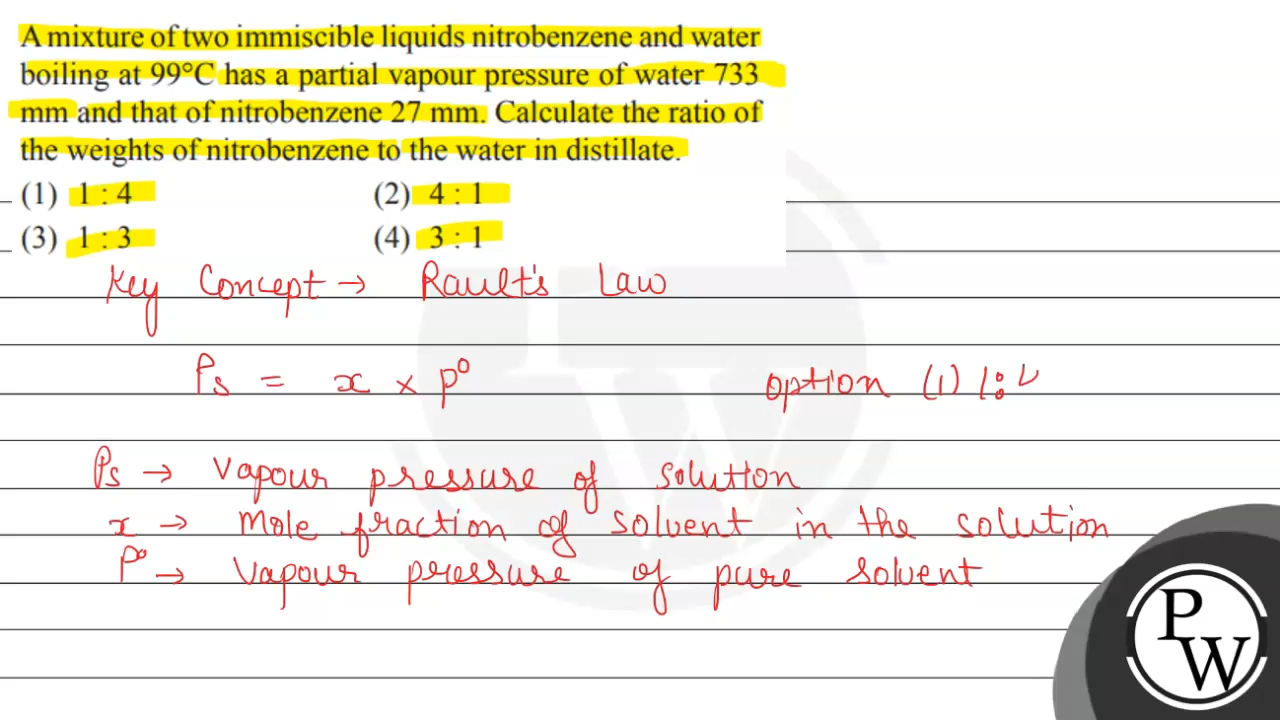 A mixture of two immiscible liquids nitrobenzene and water
boiling at 99°C has a partial vapour pressure of water 733
mm and that of nitrobenzene 27 mm. Calculate the ratio of
the weights of nitrobenzene to the water in distillate.
(1) 1 : 4 (2) 4 : 1
(3) 1 : 3 (4) 3 : 1
Key Concept → Rault's Law
Ps = x × p⁰ option (1) 1:
Ps → Vapour pressure of solution
x → Mole fraction of solvent in the solution
P⁰ → Vapour pressure of pure solvent
PW